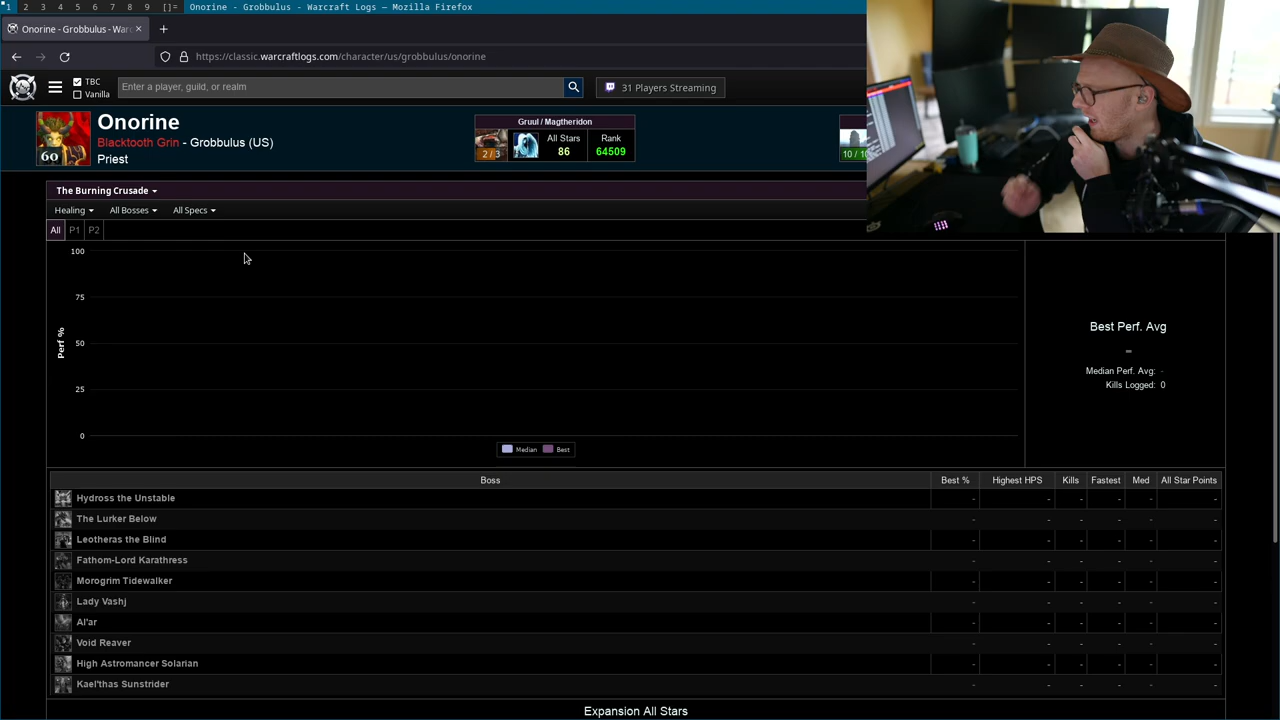 1 2 3 4 5 6 7 8 9 []= Onorine - Grobbulus - Warcraft Logs — Mozilla Firefox
Onorine - Grobbulus - War
https://classic.warcraftlogs.com/character/us/grobbulus/onorine
TBC
Vanilla
Enter a player, guild, or realm
31 Players Streaming
60
Onorine
Blacktooth Grin - Grobbulus (US)
Priest
Gruul / Magtheridon
2 / 3
All Stars
86
Rank
64509
10 / 10
The Burning Crusade
Healing All Bosses All Specs
All P1 P2
100
75
50
25
0
Perf %
Median Best
Best Perf. Avg
-
Median Perf. Avg: -
Kills Logged: 0
Boss Best % Highest HPS Kills Fastest Med All Star Points
Hydross the Unstable - - - - - -
The Lurker Below - - - - - -
Leotheras the Blind - - - - - -
Fathom-Lord Karathress - - - - - -
Morogrim Tidewalker - - - - - -
Lady Vashj - - - - - -
Al'ar - - - - - -
Void Reaver - - - - - -
High Astromancer Solarian - - - - - -
Kael'thas Sunstrider - - - - - -
Expansion All Stars